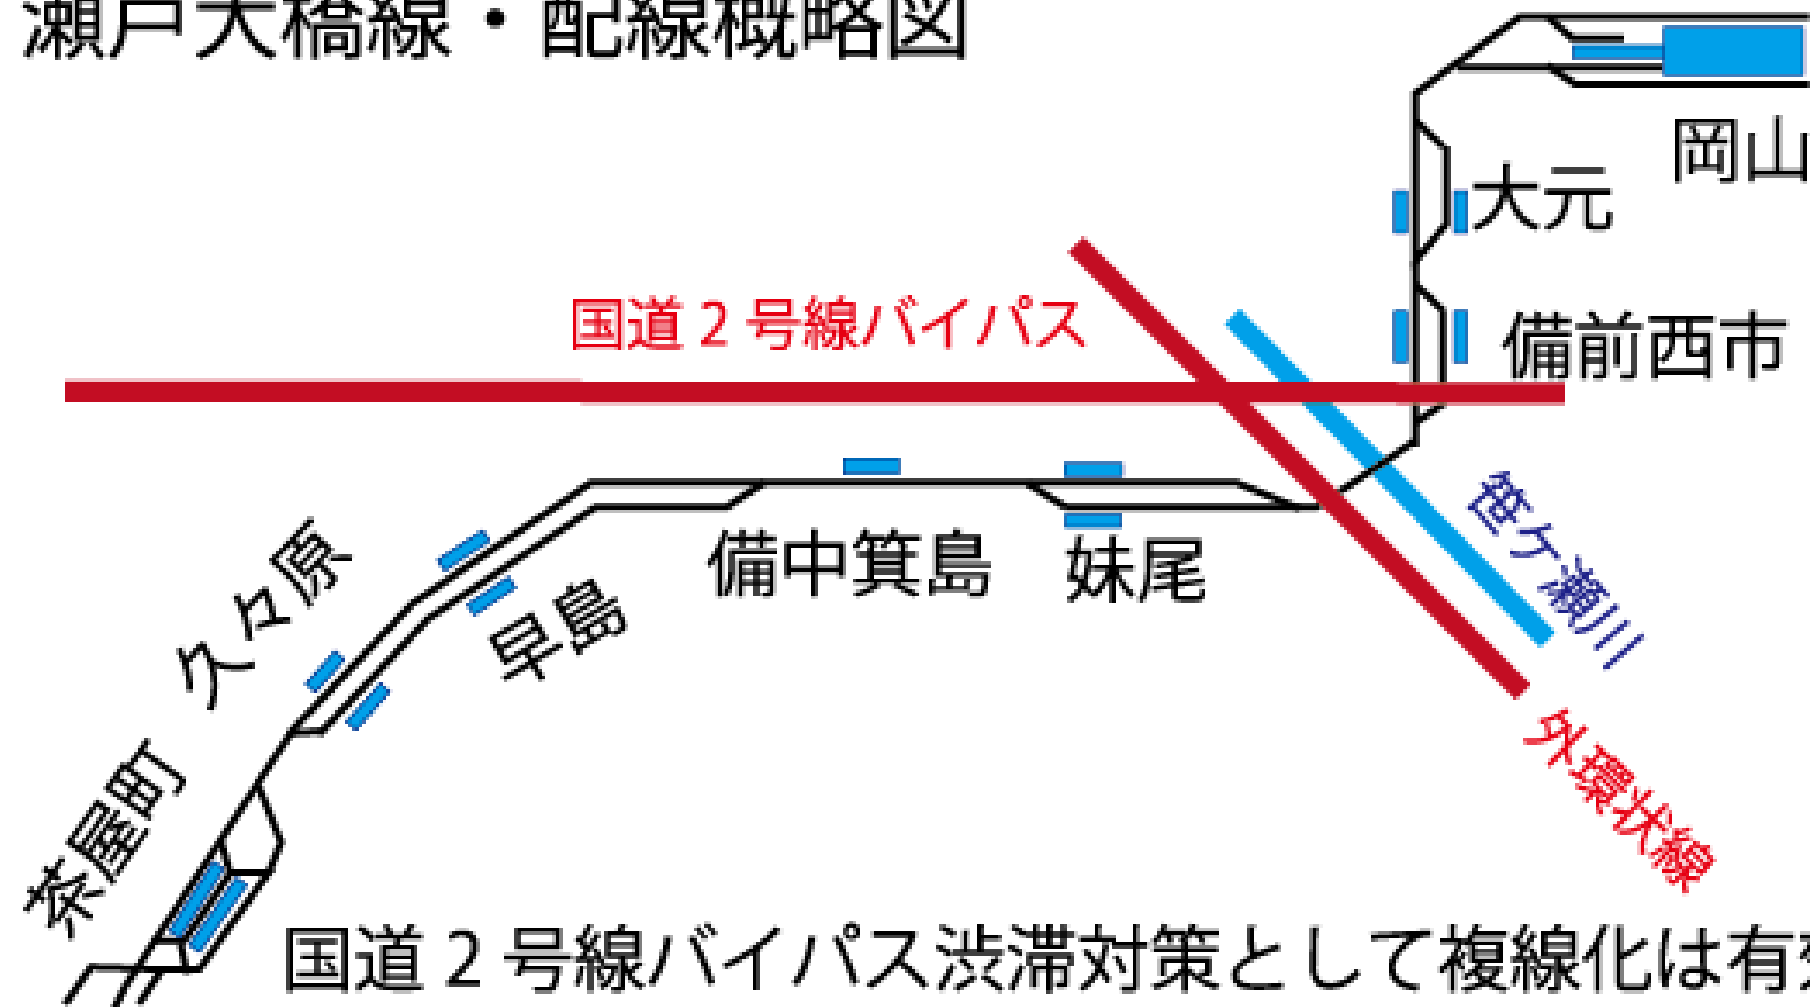 瀬戸大橋線・配線概略図
岡山
大元
国道2号線バイパス
備前西市
笹ケ瀬川
備中箕島
妹尾
久々原
早島
外環状線
茶屋町
国道2号線バイパス渋滞対策として複線化は有